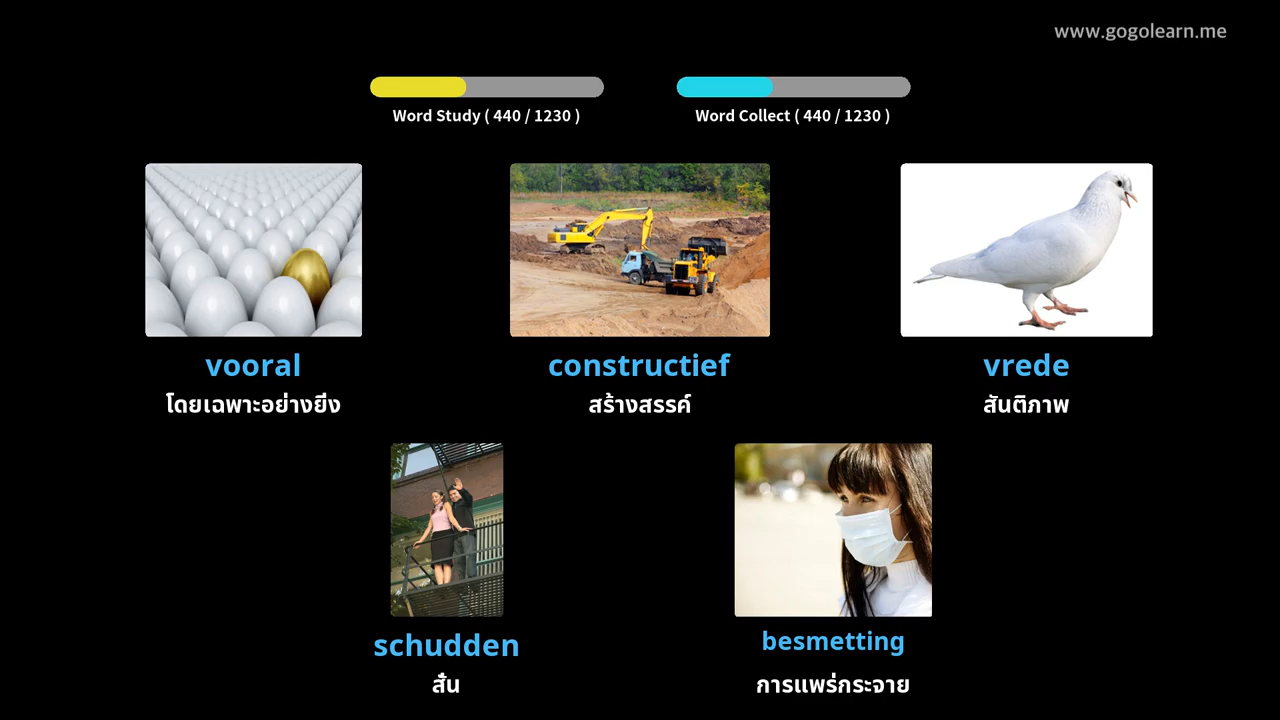 www.gogolearn.me
Word Study ( 440 / 1230 )
Word Collect ( 440 / 1230 )
vooral
constructief
vrede
โดยเฉพาะอย่างยิ่ง
สร้างสรรค์
สันติภาพ
schudden
besmetting
สั่น
การแพร่กระจาย